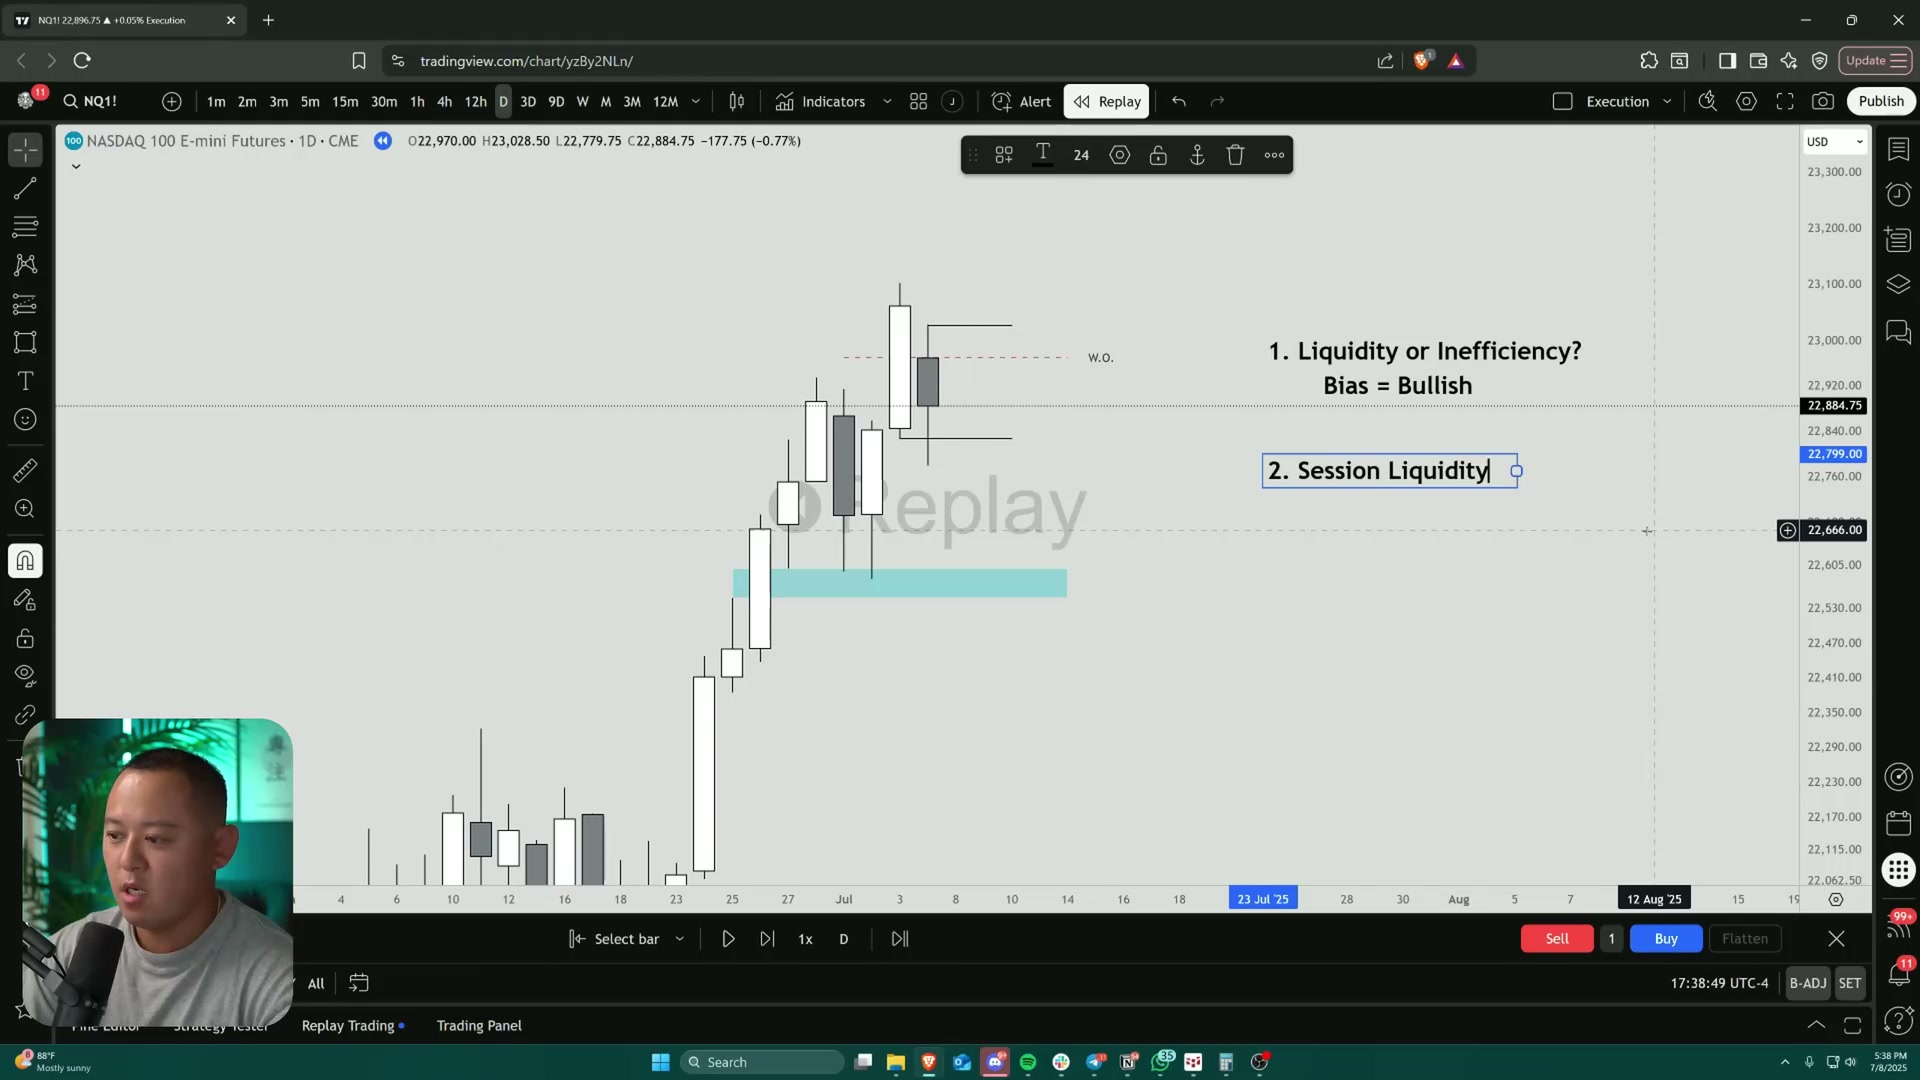 NQ1! 22,896.75 ▲ +0.05% Execution
tradingview.com/chart/yzBy2NLn/
Update
11
NQ1!
1m 2m 3m 5m 15m 30m 1h 4h 12h D 3D 9D W M 3M 12M
Indicators
Alert
Replay
Execution
Publish
NASDAQ 100 E-mini Futures · 1D · CME
O22,970.00 H23,028.50 L22,779.75 C22,884.75 −177.75 (−0.77%)
24
USD
23,300.00
23,200.00
23,100.00
23,000.00
22,920.00
22,884.75
22,840.00
22,799.00
22,760.00
22,666.00
22,605.00
22,530.00
22,470.00
22,410.00
22,350.00
22,290.00
22,230.00
22,170.00
22,115.00
22,062.50
W.O.
1. Liquidity or Inefficiency?
Bias = Bullish
2. Session Liquidity
Replay
4 6 10 12 16 18 23 25 27 Jul 3 8 10 14 16 18 23 Jul '25 28 30 Aug 5 7 12 Aug '25 15 19
Select bar
1x
D
Sell
1
Buy
Flatten
All
17:38:49 UTC-4
B-ADJ
SET
99+
11
Pine Editor
Strategy Tester
Replay Trading
Trading Panel
88°F
Mostly sunny
Search
35
5:38 PM
7/8/2025